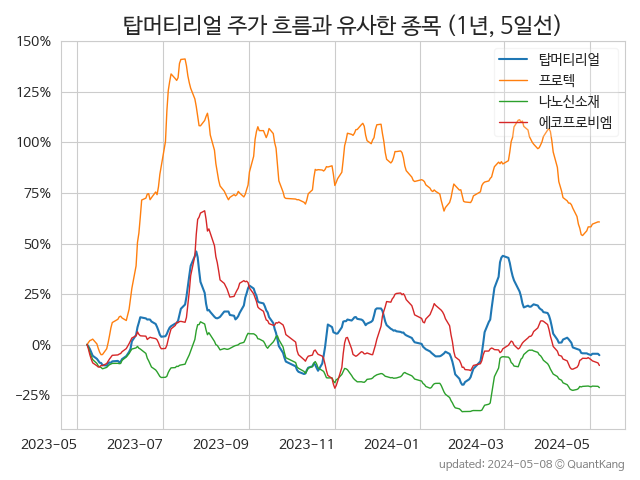 탑머티리얼 주가 흐름과 유사한 종목 (1년, 5일선)
150%
125%
100%
75%
50%
25%
0%
−25%
탑머티리얼
프로텍
나노신소재
에코프로비엠
2023-05 2023-07 2023-09 2023-11 2024-01 2024-03 2024-05
updated: 2024-05-08 © QuantKang